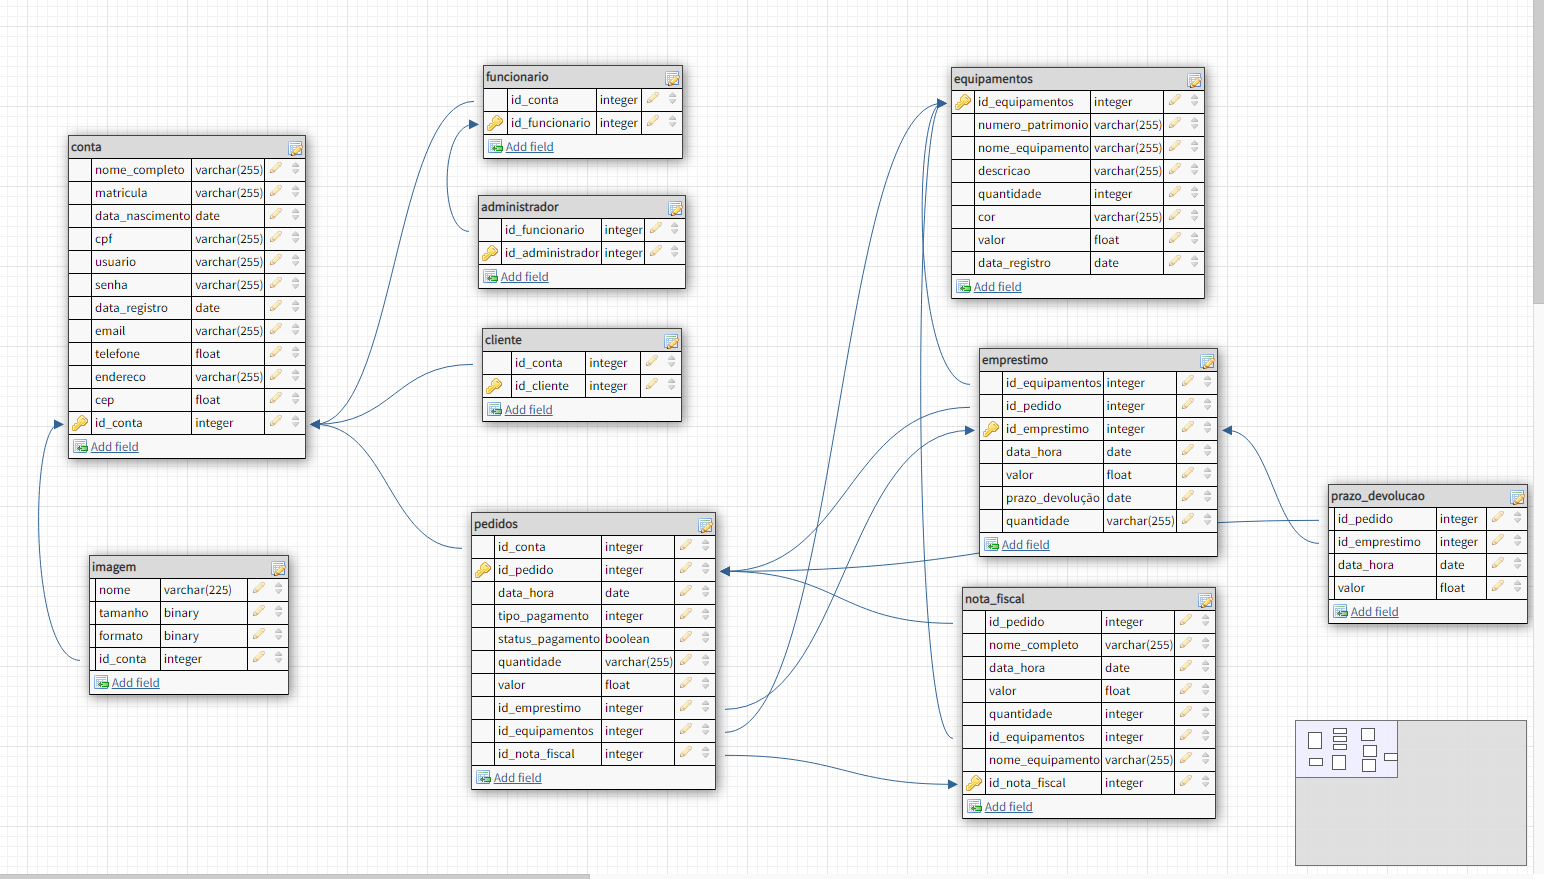 conta
nome_completo varchar(255)
matricula varchar(255)
data_nascimento date
cpf varchar(255)
usuario varchar(255)
senha varchar(255)
data_registro date
email varchar(255)
telefone float
endereco varchar(255)
cep float
id_conta integer
Add field
imagem
nome varchar(225)
tamanho binary
formato binary
id_conta integer
Add field
funcionario
id_conta integer
id_funcionario integer
Add field
administrador
id_funcionario integer
id_administrador integer
Add field
cliente
id_conta integer
id_cliente integer
Add field
pedidos
id_conta integer
id_pedido integer
data_hora date
tipo_pagamento integer
status_pagamento boolean
quantidade varchar(255)
valor float
id_emprestimo integer
id_equipamentos integer
id_nota_fiscal integer
Add field
equipamentos
id_equipamentos integer
numero_patrimonio varchar(255)
nome_equipamento varchar(255)
descricao varchar(255)
quantidade integer
cor varchar(255)
valor float
data_registro date
Add field
emprestimo
id_equipamentos integer
id_pedido integer
id_emprestimo integer
data_hora date
valor float
prazo_devolução date
quantidade varchar(255)
Add field
nota_fiscal
id_pedido integer
nome_completo varchar(255)
data_hora date
valor float
quantidade integer
id_equipamentos integer
nome_equipamento varchar(255)
id_nota_fiscal integer
Add field
prazo_devolucao
id_pedido integer
id_emprestimo integer
data_hora date
valor float
Add field